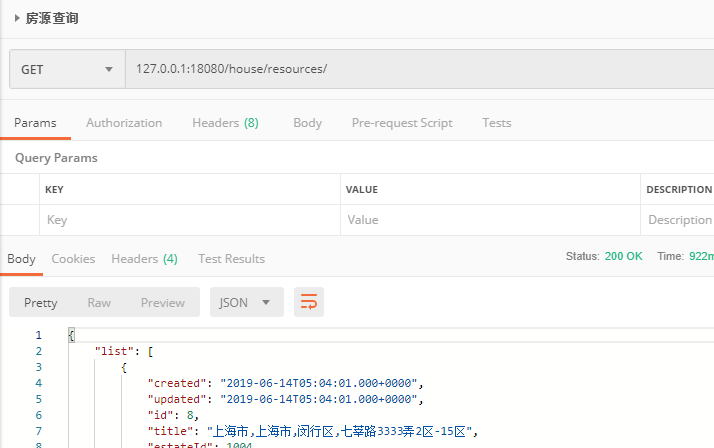 房源查询
GET 127.0.0.1:18080/house/resources/
Params Authorization Headers (8) Body Pre-request Script Tests
Query Params
KEY VALUE DESCRIPTION
Key Value Description
Body Cookies Headers (4) Test Results Status: 200 OK Time: 922m
Pretty Raw Preview JSON
1 {
2 "list": [
3 {
4 "created": "2019-06-14T05:04:01.000+0000",
5 "updated": "2019-06-14T05:04:01.000+0000",
6 "id": 8,
7 "title": "上海市,上海市,闵行区,七莘路3333弄2区-15区",
8 "estateId": 1004